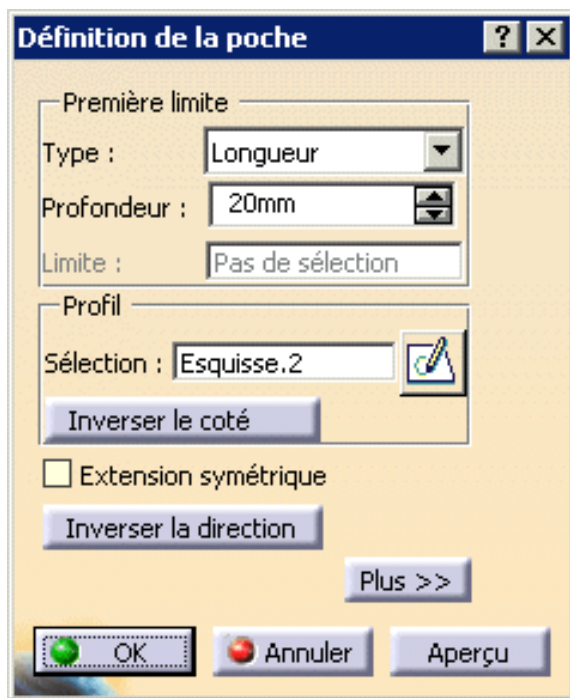 Définition de la poche
Première limite
Type : Longueur
Profondeur : 20mm
Limite : Pas de sélection
Profil
Sélection : Esquisse.2
Inverser le coté
Extension symétrique
Inverser la direction
Plus >>
OK Annuler Aperçu